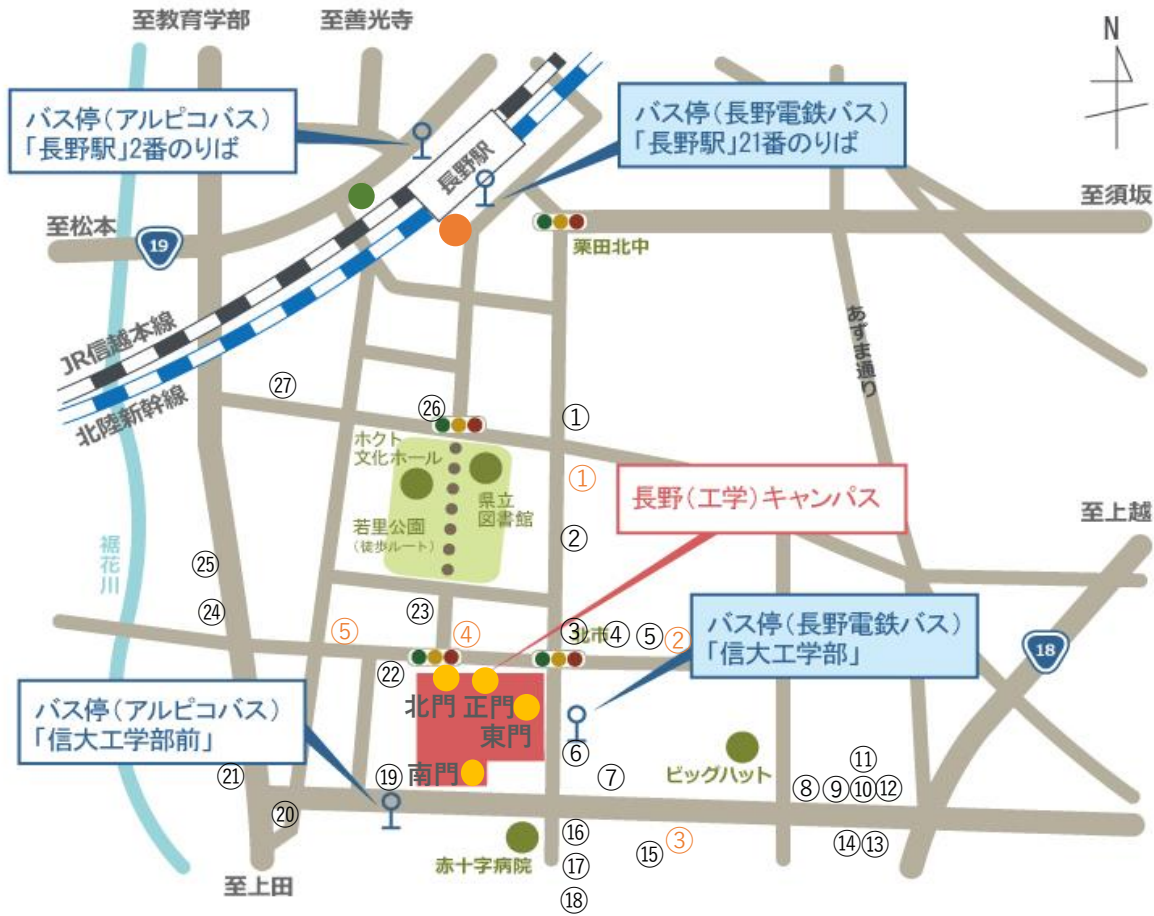 至教育学部
至善光寺
N
バス停(アルピコバス)
「長野駅」2番のりば
バス停(長野電鉄バス)
「長野駅」21番のりば
長野駅
至須坂
至松本
19
栗田北中
JR信越本線
北陸新幹線
あずま通り
㉗
㉖
①
ホクト
文化ホール
県立
図書館
①
長野(工学)キャンパス
至上越
若里公園
(徒歩ルート)
②
裾花川
㉕
㉔
㉓
⑤
④
③
北市
④
⑤
②
バス停(長野電鉄バス)
「信大工学部」
18
㉒
北門
正門
東門
バス停(アルピコバス)
「信大工学部前」
⑥
南門
㉑
⑲
⑦
ビッグハット
⑪
⑧
⑨
⑩
⑫
⑳
赤十字病院
⑯
③
⑮
⑭
⑬
⑰
至上田
⑱